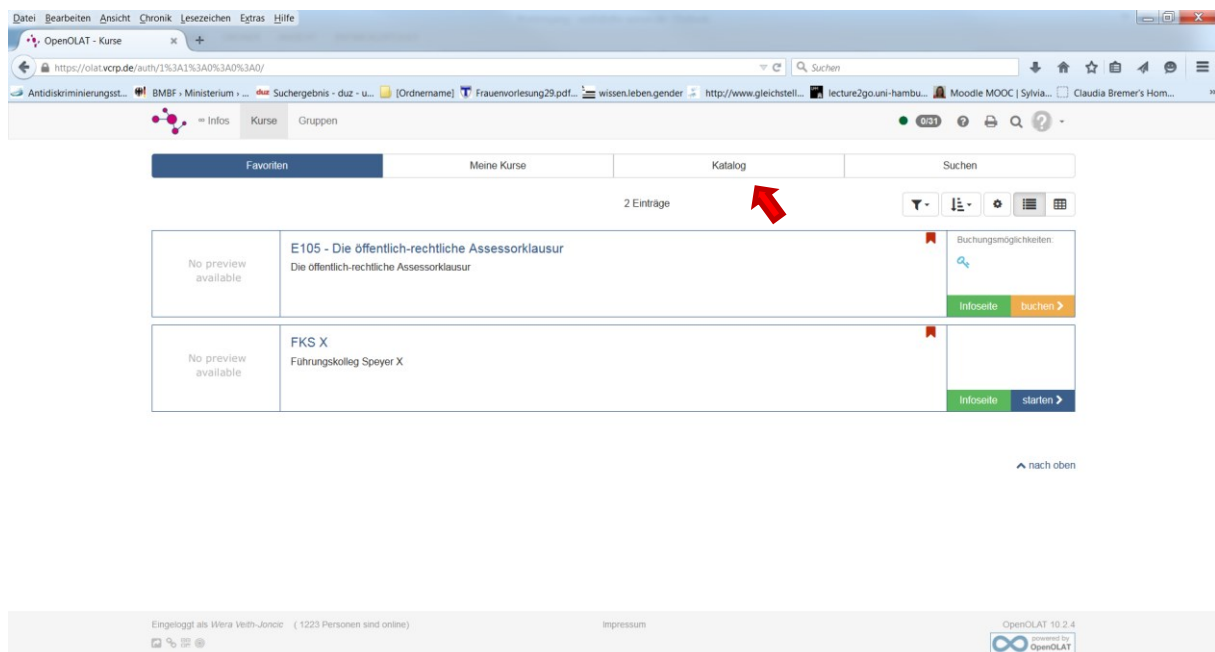 Datei Bearbeiten Ansicht Chronik Lesezeichen Extras Hilfe
OpenOLAT - Kurse × +
https://olat.vcrp.de/auth/1%3A1%3A0%3A0%3A0/ Suchen
Antidiskriminierungsst... BMBF › Ministerium › ... duz Suchergebnis - duz - u... [Ordnername] Frauenvorlesung29.pdf... wissen.leben.gender http://www.gleichstell... lecture2go.uni-hambu... Moodle MOOC | Sylvia... Claudia Bremer's Hom... »
= Infos Kurse Gruppen 0/31
Favoriten Meine Kurse Katalog Suchen
2 Einträge
No preview available
E105 - Die öffentlich-rechtliche Assessorklausur
Die öffentlich-rechtliche Assessorklausur
Buchungsmöglichkeiten:
Infoseite buchen
No preview available
FKS X
Führungskolleg Speyer X
Infoseite starten
nach oben
Eingeloggt als Wera Veith-Joncic ( 1223 Personen sind online) Impressum OpenOLAT 10.2.4
powered by
OpenOLAT